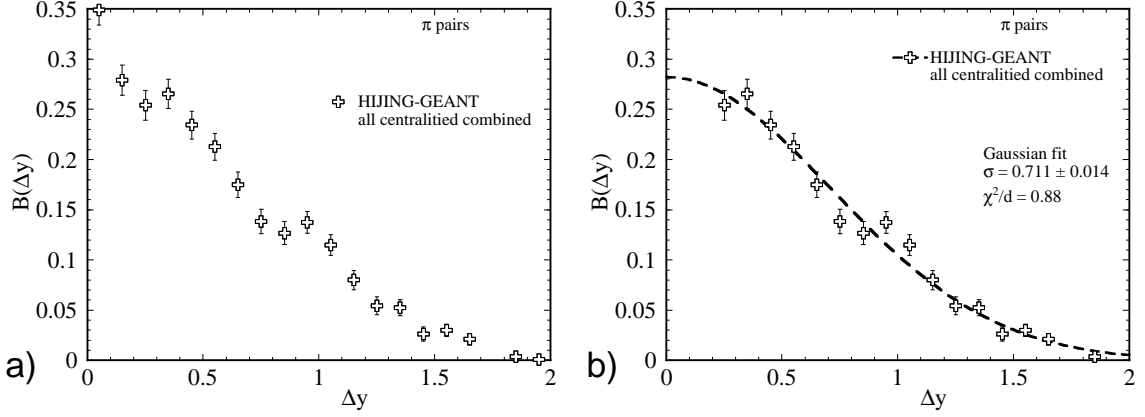 0.35
0.3
0.25
0.2
0.15
0.1
0.05
0
B(Δy)
π pairs
HIJING-GEANT
all centralitied combined
0
0.5
1
1.5
2
Δy
a)
0.35
0.3
0.25
0.2
0.15
0.1
0.05
0
B(Δy)
π pairs
HIJING-GEANT
all centralitied combined
Gaussian fit
σ = 0.711 ± 0.014
χ²/d = 0.88
0
0.5
1
1.5
2
Δy
b)